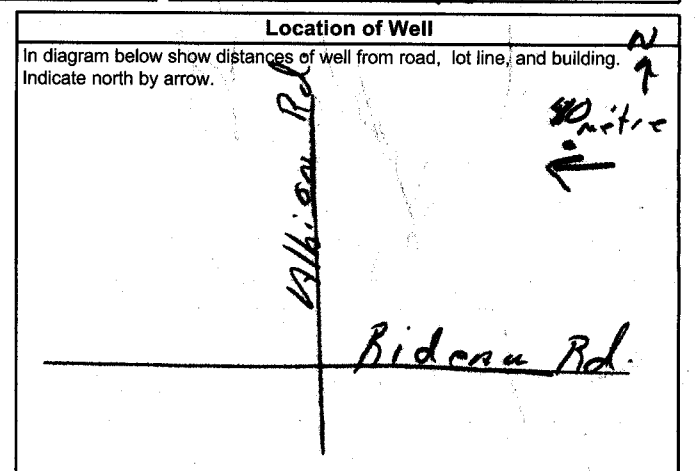 Location of Well
In diagram below show distances of well from road, lot line, and building.
Indicate north by arrow.
N
mètre
Albion Rd
Rideau Rd.